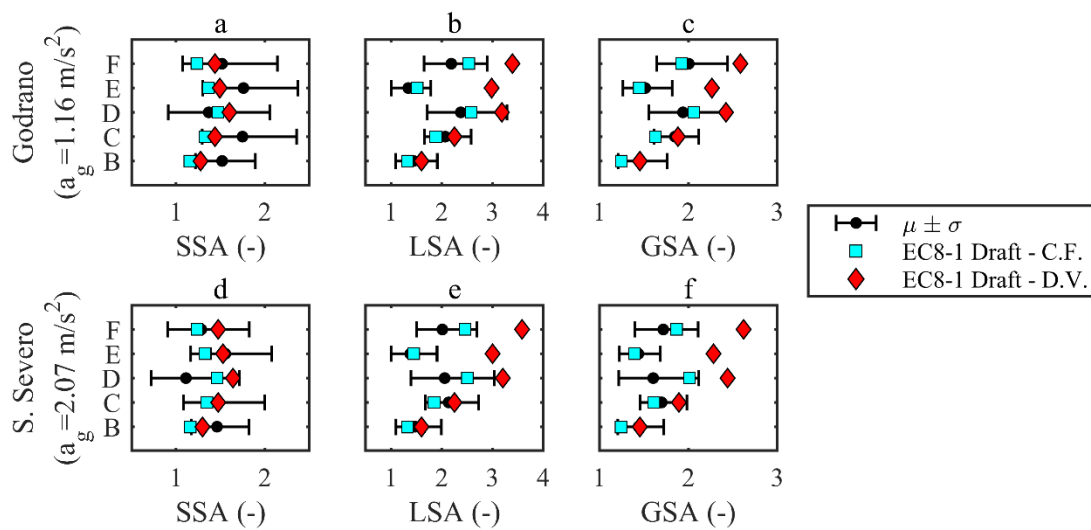 a b c
Godrano
(a_g=1.16 m/s²)
F
E
D
C
B
1 2
1 2 3 4
1 2 3
SSA (-) LSA (-) GSA (-)
μ ± σ
EC8-1 Draft - C.F.
EC8-1 Draft - D.V.
d e f
S. Severo
(a_g=2.07 m/s²)
F
E
D
C
B
1 2
1 2 3 4
1 2 3
SSA (-) LSA (-) GSA (-)